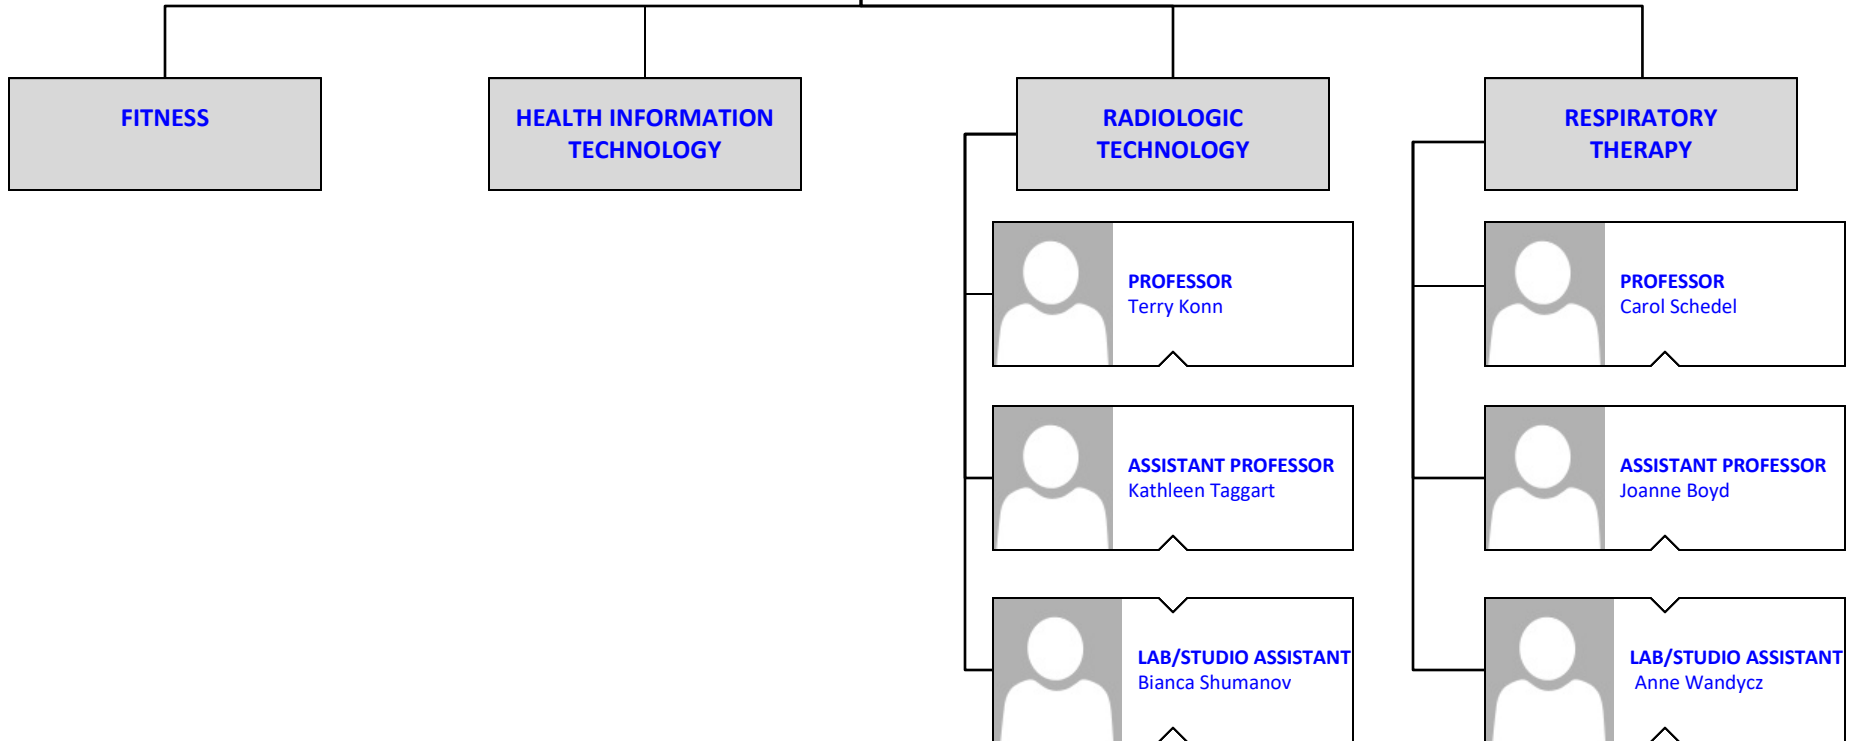 FITNESS
HEALTH INFORMATION
TECHNOLOGY
RADIOLOGIC
TECHNOLOGY
RESPIRATORY
THERAPY
PROFESSOR
Terry Konn
ASSISTANT PROFESSOR
Kathleen Taggart
LAB/STUDIO ASSISTANT
Bianca Shumanov
PROFESSOR
Carol Schedel
ASSISTANT PROFESSOR
Joanne Boyd
LAB/STUDIO ASSISTANT
Anne Wandycz